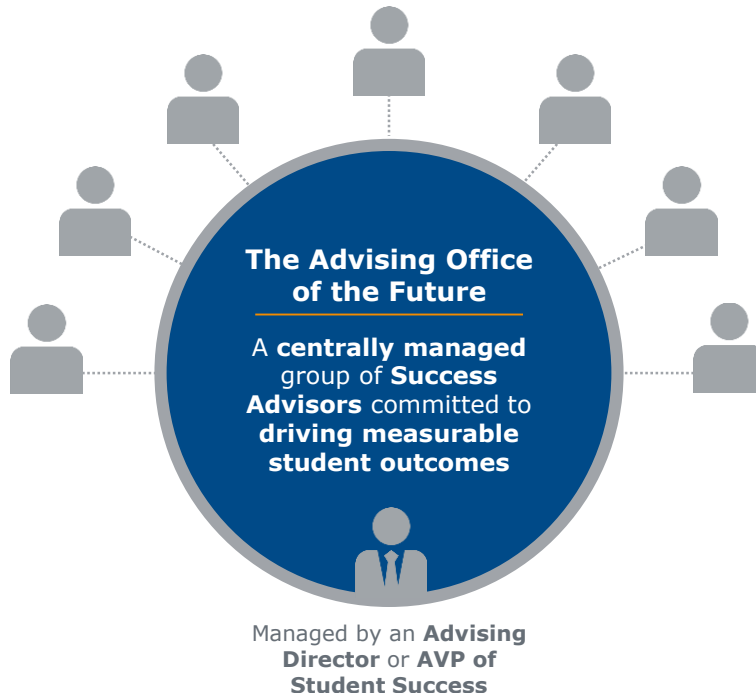 The Advising Office
of the Future
A centrally managed
group of Success
Advisors committed to
driving measurable
student outcomes
Managed by an Advising
Director or AVP of
Student Success